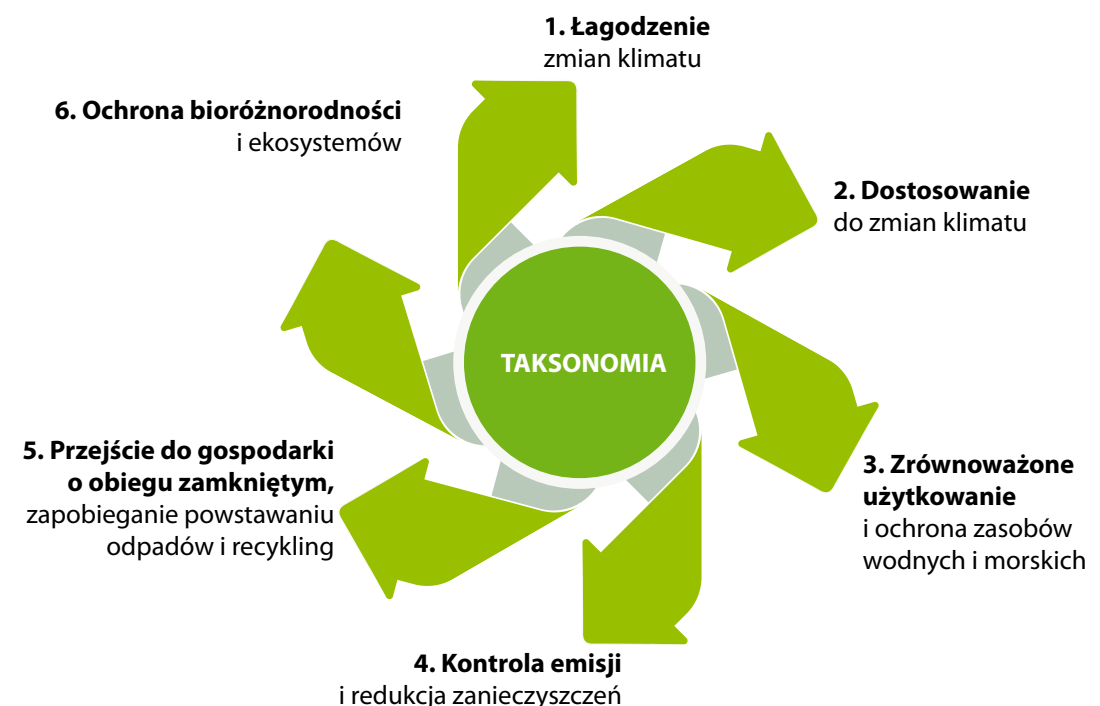 1. Łagodzenie
zmian klimatu
2. Dostosowanie
do zmian klimatu
3. Zrównoważone
użytkowanie
i ochrona zasobów
wodnych i morskich
4. Kontrola emisji
i redukcja zanieczyszczeń
5. Przejście do gospodarki
o obiegu zamkniętym,
zapobieganie powstawaniu
odpadów i recykling
6. Ochrona bioróżnorodności
i ekosystemów
TAKSONOMIA